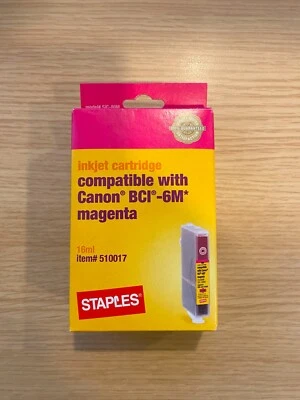 inkjet cartridge
compatible with
Canon® BCI®-6M*
magenta
16ml
item# 510017
STAPLES®